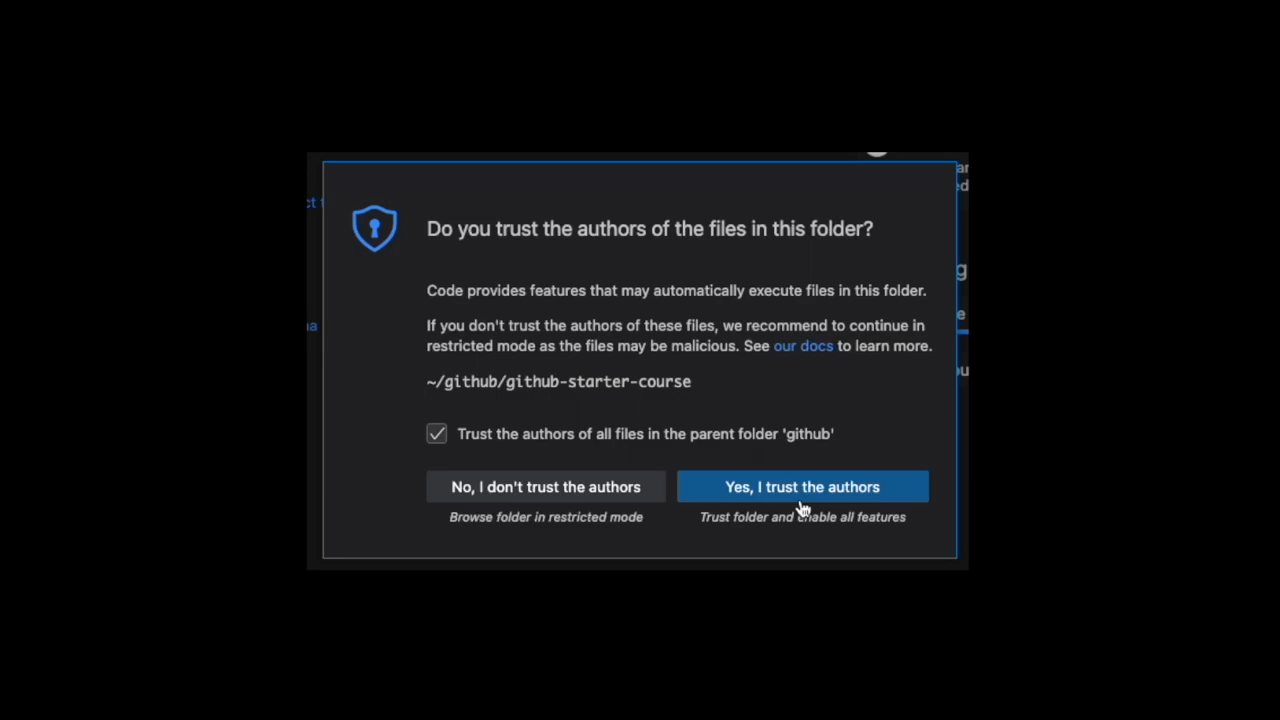 Do you trust the authors of the files in this folder?
Code provides features that may automatically execute files in this folder.
If you don't trust the authors of these files, we recommend to continue in
restricted mode as the files may be malicious. See our docs to learn more.
~/github/github-starter-course
Trust the authors of all files in the parent folder 'github'
No, I don't trust the authors
Yes, I trust the authors
Browse folder in restricted mode
Trust folder and enable all features